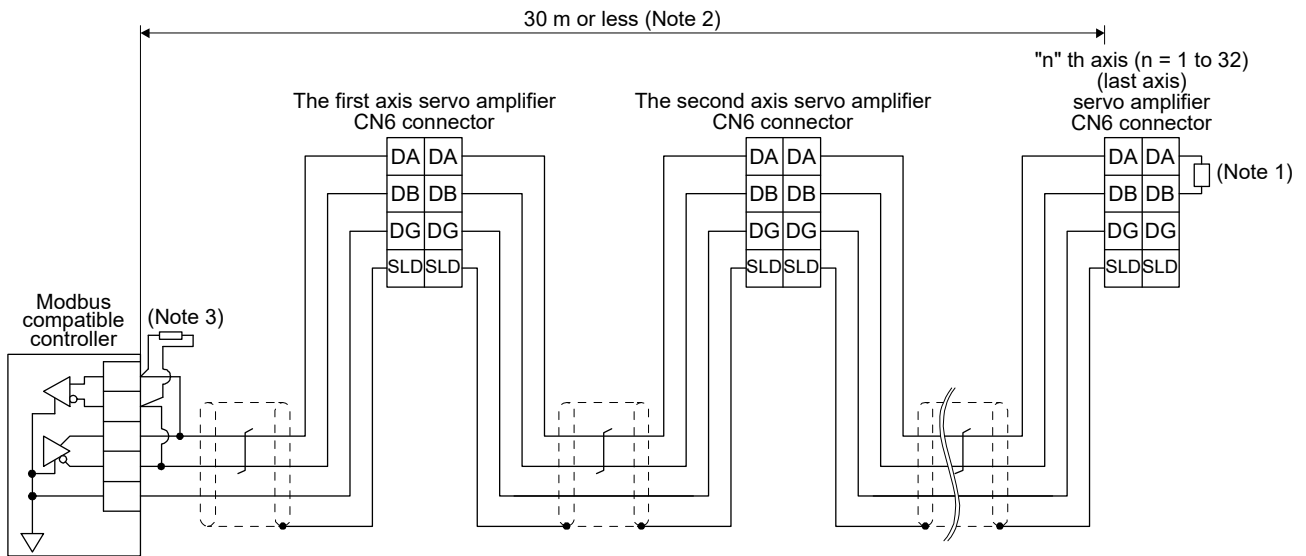 30 m or less (Note 2)
"n" th axis (n = 1 to 32)
(last axis)
servo amplifier
CN6 connector
The first axis servo amplifier
CN6 connector
The second axis servo amplifier
CN6 connector
DA DA
DB DB
DG DG
SLD SLD
DA DA
DB DB
DG DG
SLD SLD
DA DA
DB DB
DG DG
SLD SLD
(Note 1)
Modbus
compatible
controller
(Note 3)